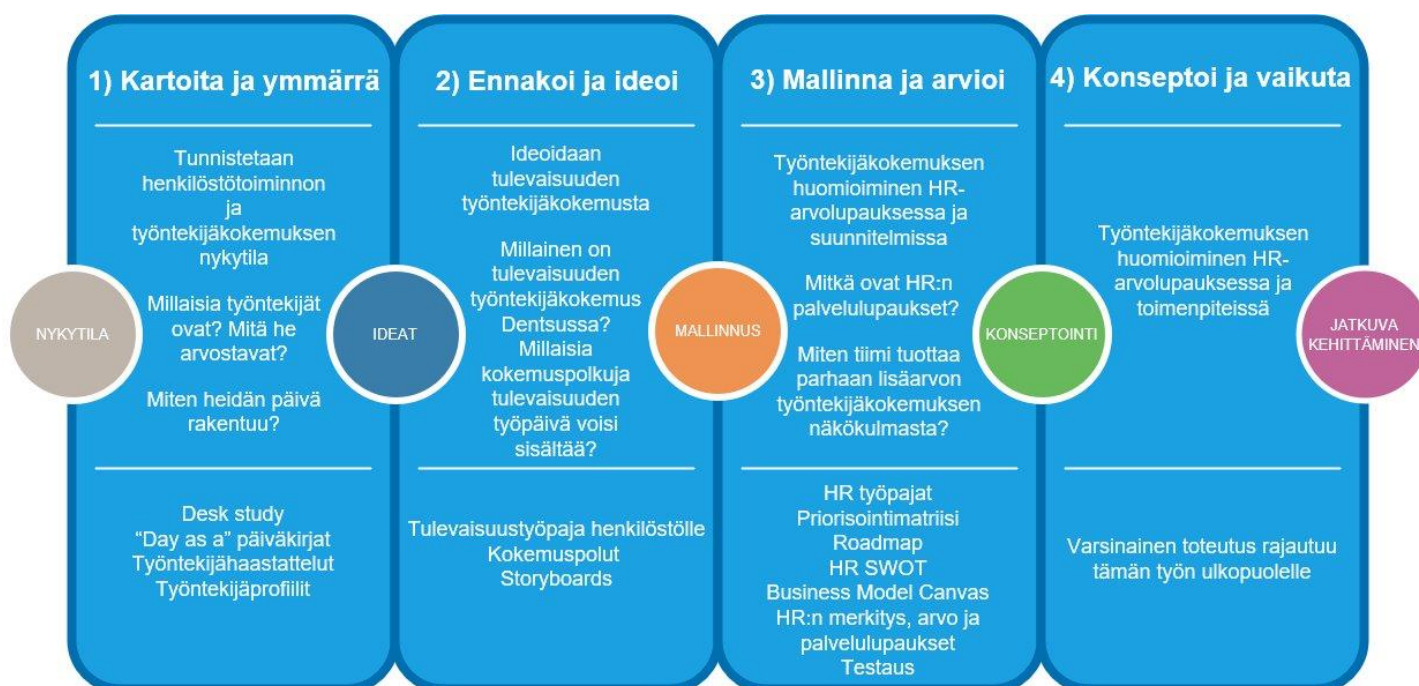 1) Kartoita ja ymmärrä
Tunnistetaan
henkilöstötoiminnon
ja
työntekijäkokemuksen
nykytila
Millaisia työntekijät
ovat? Mitä he
arvostavat?
Miten heidän päivä
rakentuu?
Desk study
“Day as a” päiväkirjat
Työntekijähaastattelut
Työntekijäprofiilit
NYKYTILA
2) Ennakoi ja ideoi
Ideoidaan
tulevaisuuden
työntekijäkokemusta
Millainen on
tulevaisuuden
työntekijäkokemus
Dentsussa?
Millaisia
kokemuspolkuja
tulevaisuuden
työpäivä voisi
sisältää?
Tulevaisuustyöpaja henkilöstölle
Kokemuspolut
Storyboards
IDEAT
3) Mallinna ja arvioi
Työntekijäkokemuksen
huomioiminen HR-
arvolupauksessa ja
suunnitelmissa
Mitkä ovat HR:n
palvelulupaukset?
Miten tiimi tuottaa
parhaan lisäarvon
työntekijäkokemuksen
näkökulmasta?
HR työpajat
Priorisointimatriisi
Roadmap
HR SWOT
Business Model Canvas
HR:n merkitys, arvo ja
palvelulupaukset
Testaus
MALLINNUS
4) Konseptoi ja vaikuta
Työntekijäkokemuksen
huomioiminen HR-
arvolupauksessa ja
toimenpiteissä
Varsinainen toteutus rajautuu
tämän työn ulkopuolelle
KONSEPTOINTI
JATKUVA
KEHITTÄMINEN